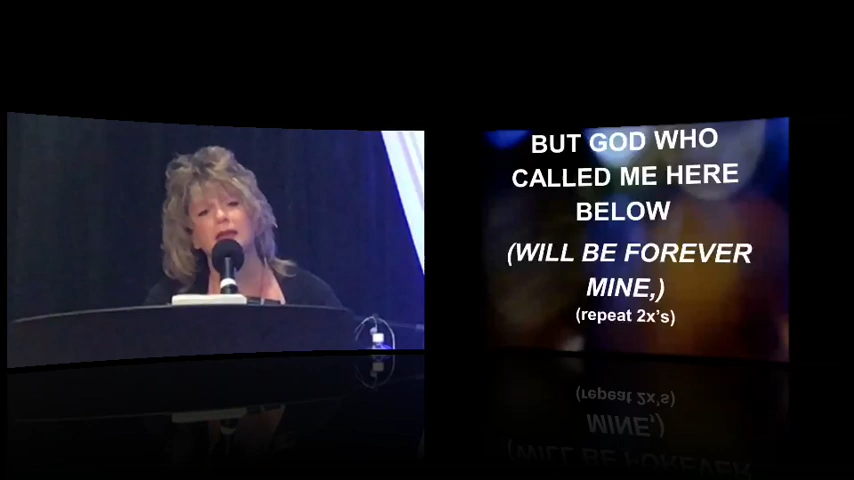 BUT GOD WHO
CALLED ME HERE
BELOW
(WILL BE FOREVER
MINE,)
(repeat 2x's)